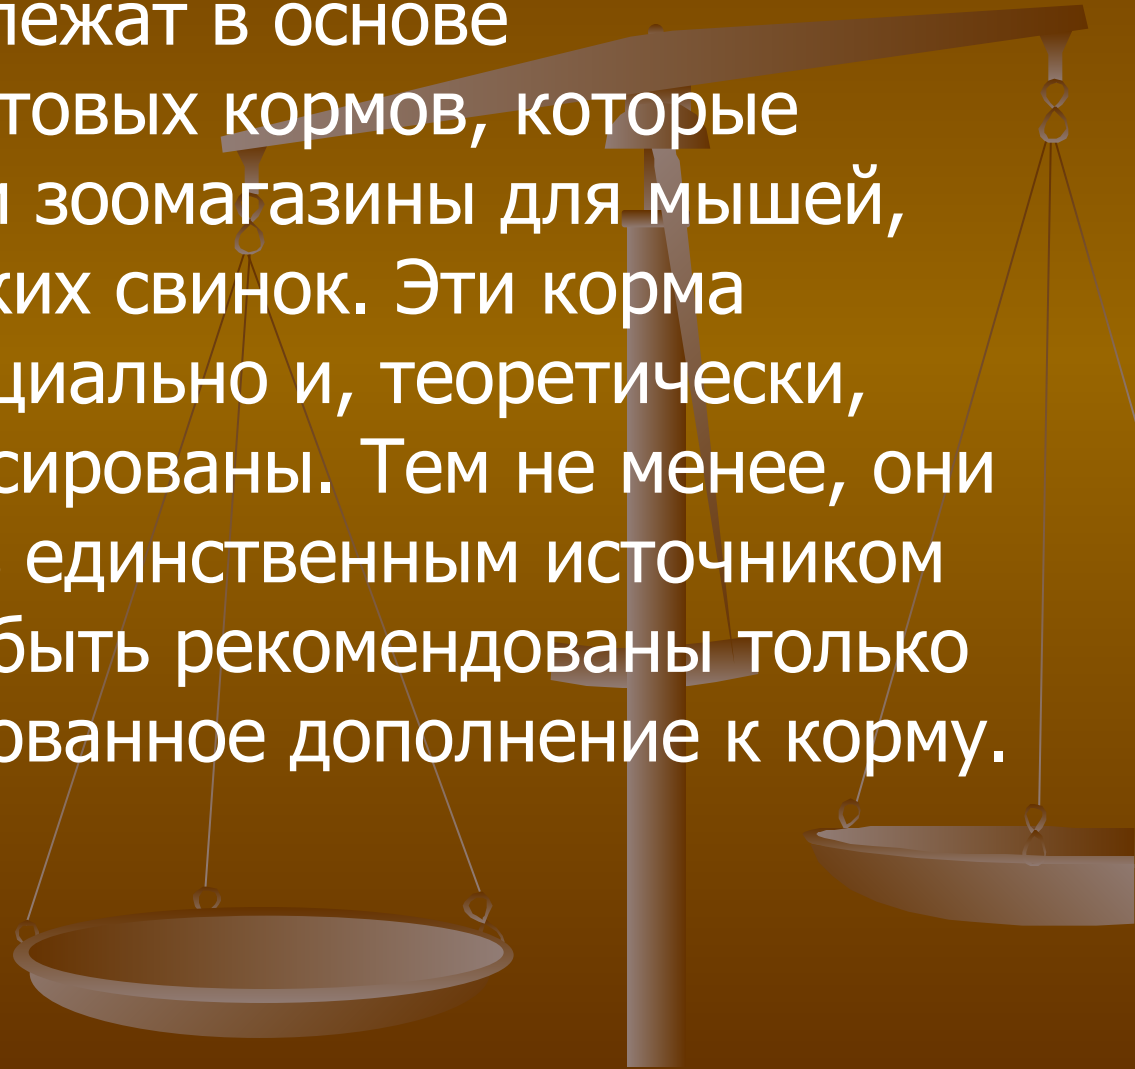 лежат в основе
товых кормов, которые
и зоомагазины для мышей,
ких свинок. Эти корма
циально и, теоретически,
сированы. Тем не менее, они
единственным источником
быть рекомендованы только
ованное дополнение к корму.